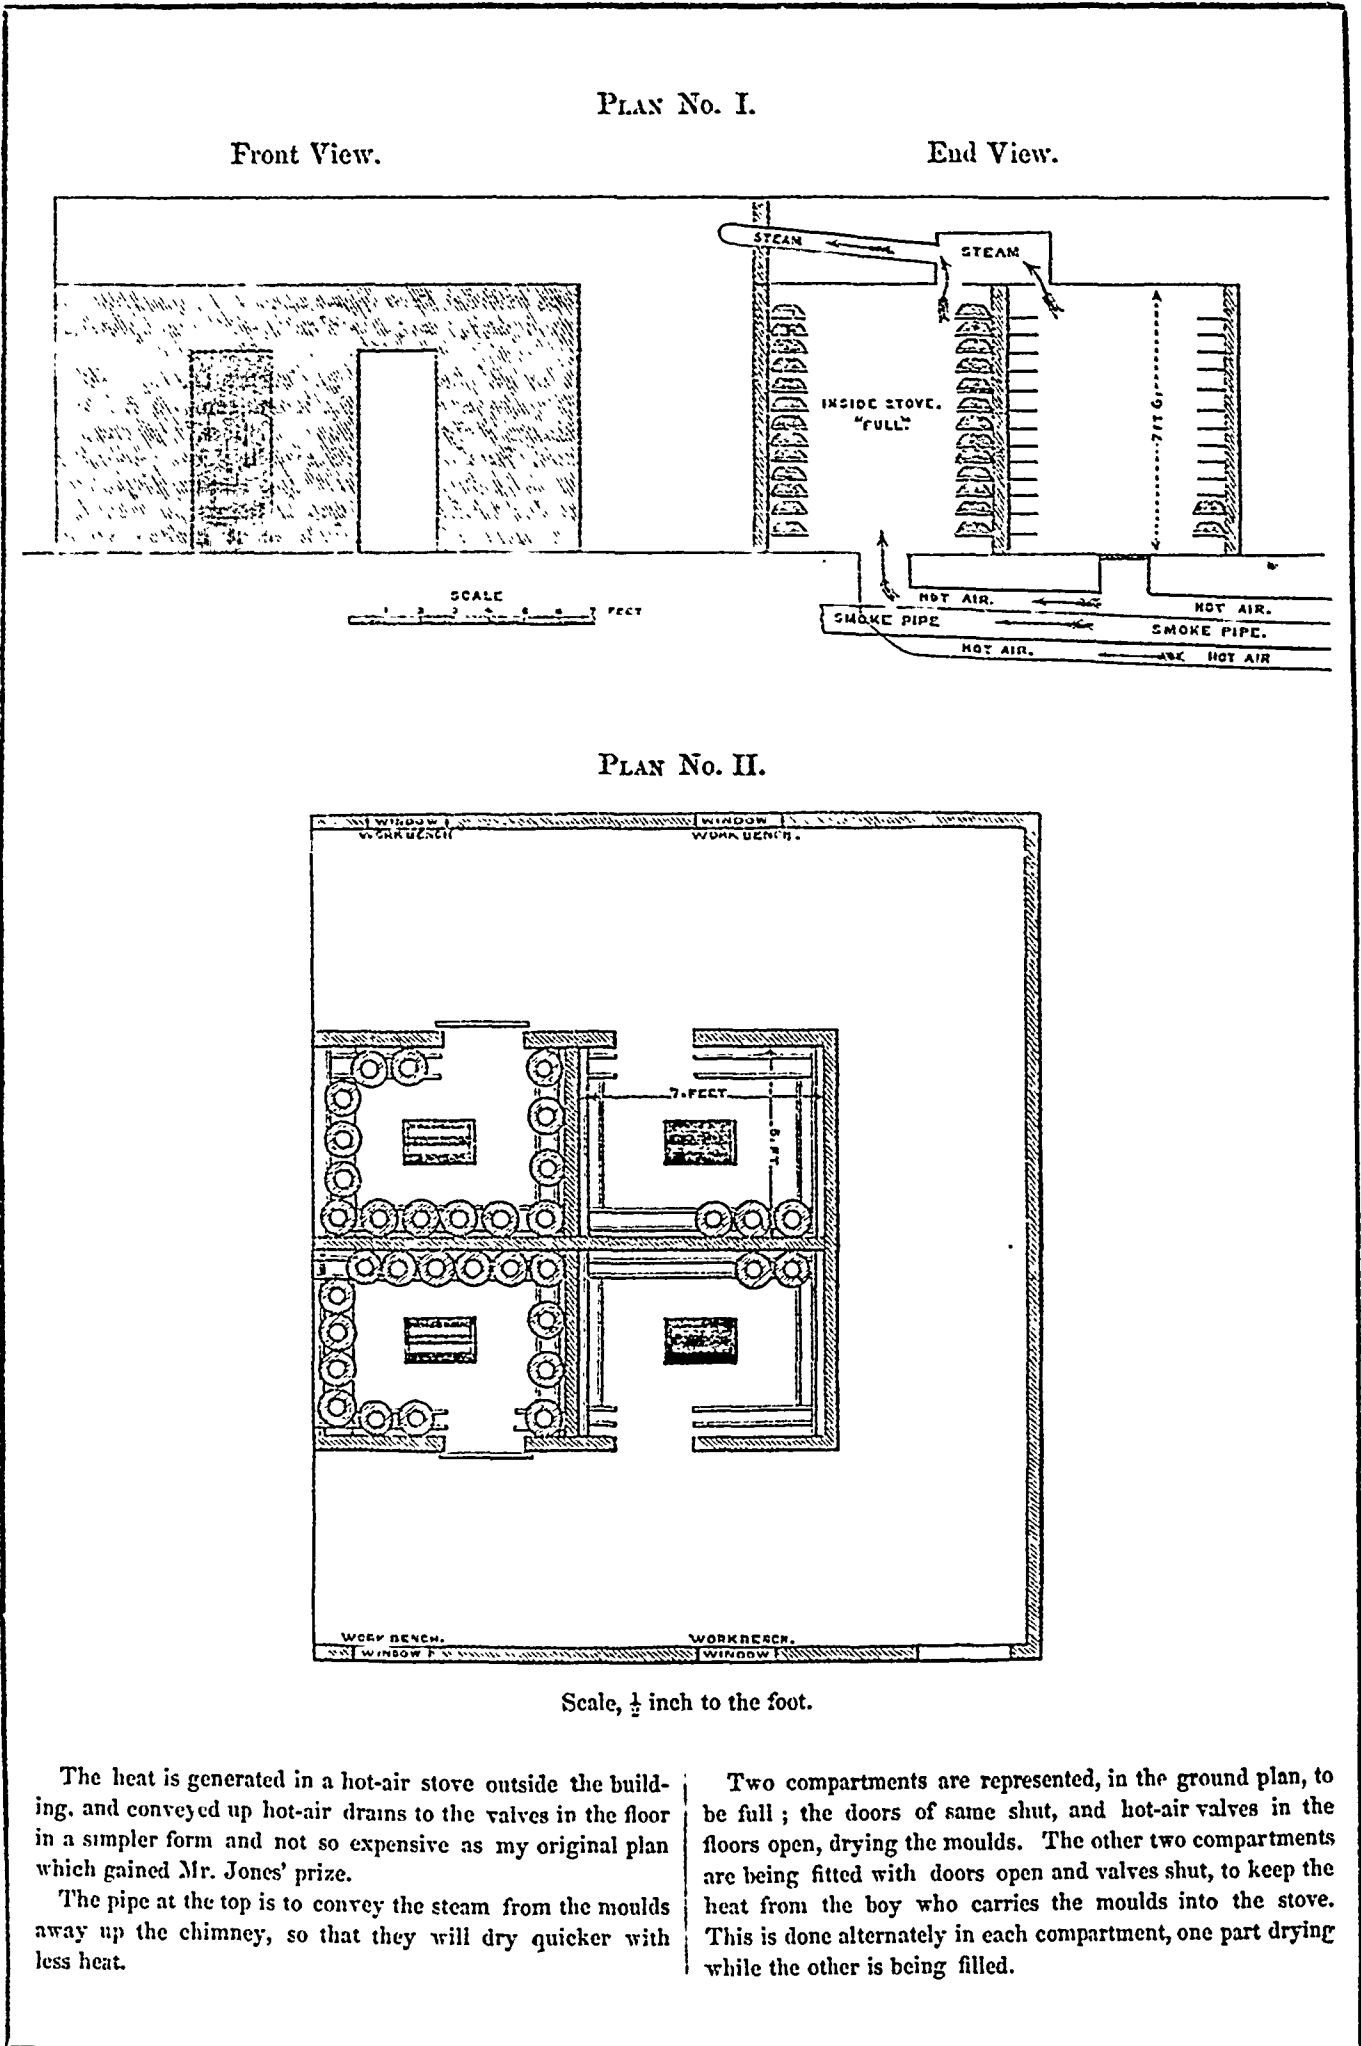 PLAN No. I.
Front View.
End View.
STEAM
STEAM
INSIDE STOVE.
"FULL"
7 FT 6
SCALE
1 2 3 4 5 6 7 FEET
HOT AIR.
HOT AIR.
SMOKE PIPE
SMOKE PIPE.
HOT AIR.
HOT AIR
PLAN No. II.
WINDOW
WINDOW
WORKBENCH
WORKBENCH.
7. FEET
6. FT.
WORKBENCH.
WORKBENCH.
WINDOW
WINDOW
Scale, ½ inch to the foot.
The heat is generated in a hot-air stove outside the build-
ing, and conveyed up hot-air drains to the valves in the floor
in a simpler form and not so expensive as my original plan
which gained Mr. Jones' prize.
The pipe at the top is to convey the steam from the moulds
away up the chimney, so that they will dry quicker with
less heat.
Two compartments are represented, in the ground plan, to
be full ; the doors of same shut, and hot-air valves in the
floors open, drying the moulds. The other two compartments
are being fitted with doors open and valves shut, to keep the
heat from the boy who carries the moulds into the stove.
This is done alternately in each compartment, one part drying
while the other is being filled.